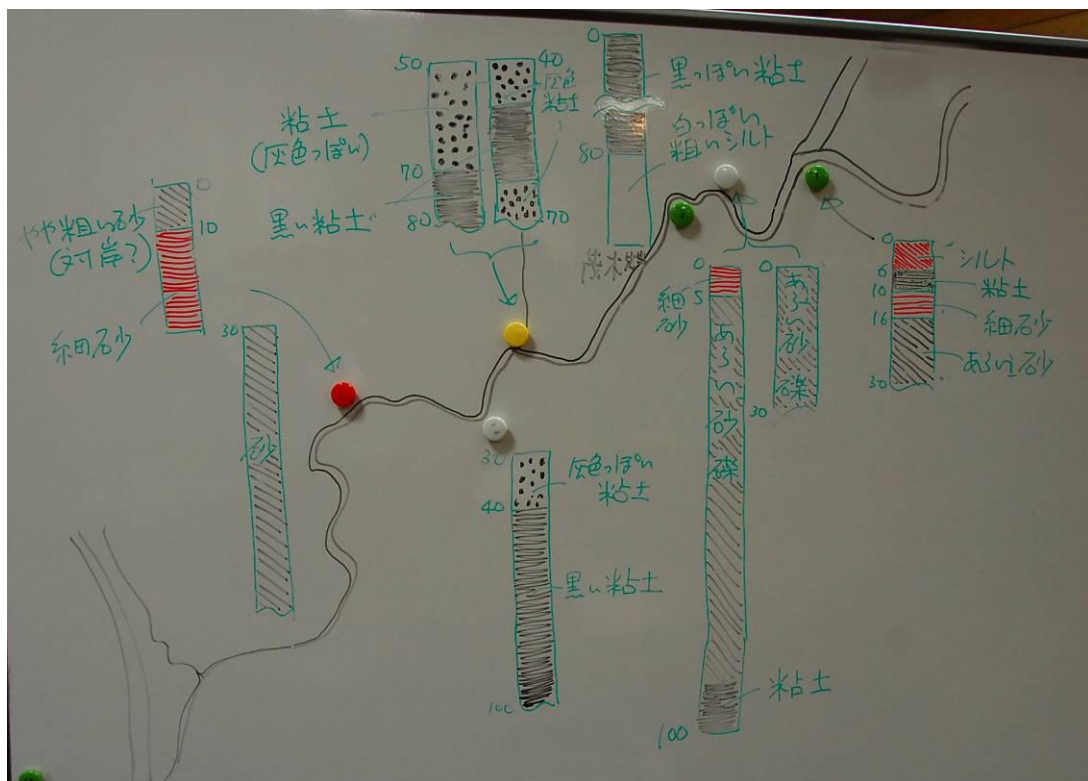 50
40
粘土
(灰色っぽい)
灰色
粘土
70
80
70
黒い粘土
0
黒っぽい粘土
白っぽい
粗いシルト
80
0
10
やや粗い砂
(対岸?)
細砂
30
砂
30
40
灰色っぽい
粘土
黒い粘土
100
0
5
細
砂
あらい砂礫
粘土
100
0
あらい砂礫
30
0
6
10
16
30
シルト
粘土
細砂
あらい砂